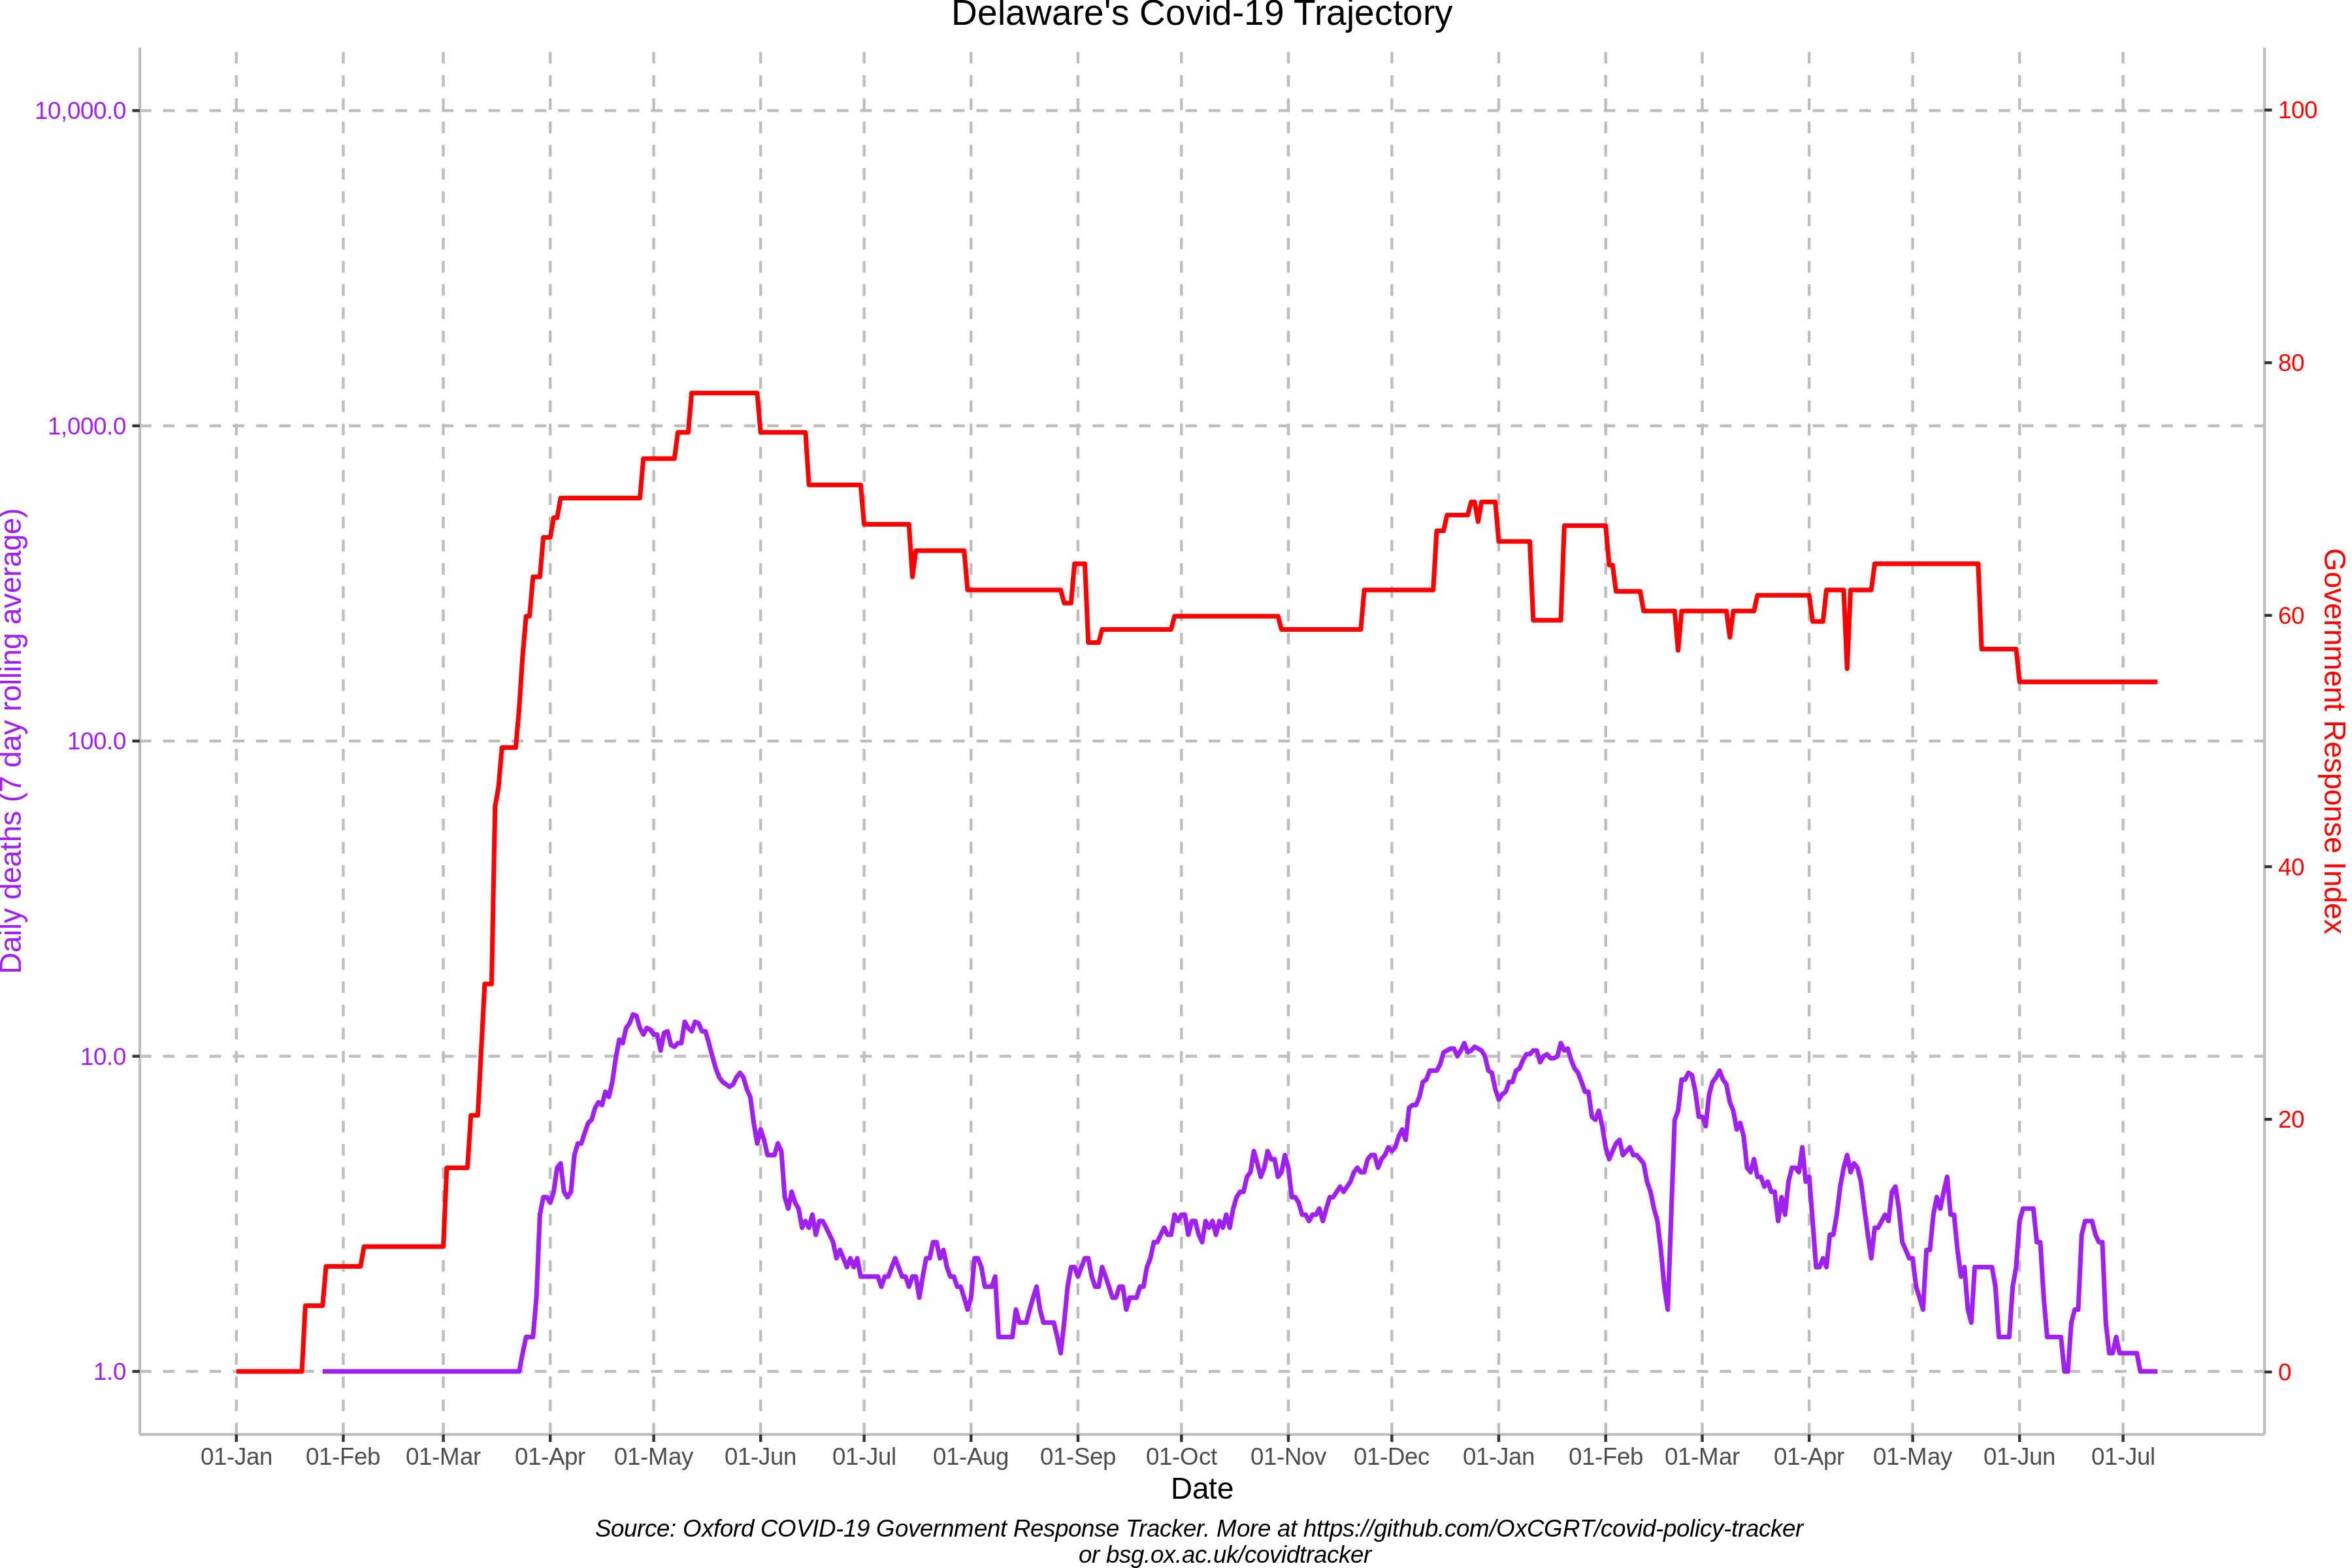 Delaware's Covid-19 Trajectory
Daily deaths (7 day rolling average)
10,000.0
1,000.0
100.0
10.0
1.0
100
80
60
40
20
0
Government Response Index
01-Jan 01-Feb 01-Mar 01-Apr 01-May 01-Jun 01-Jul 01-Aug 01-Sep 01-Oct 01-Nov 01-Dec 01-Jan 01-Feb 01-Mar 01-Apr 01-May 01-Jun 01-Jul
Date
Source: Oxford COVID-19 Government Response Tracker. More at https://github.com/OxCGRT/covid-policy-tracker
or bsg.ox.ac.uk/covidtracker